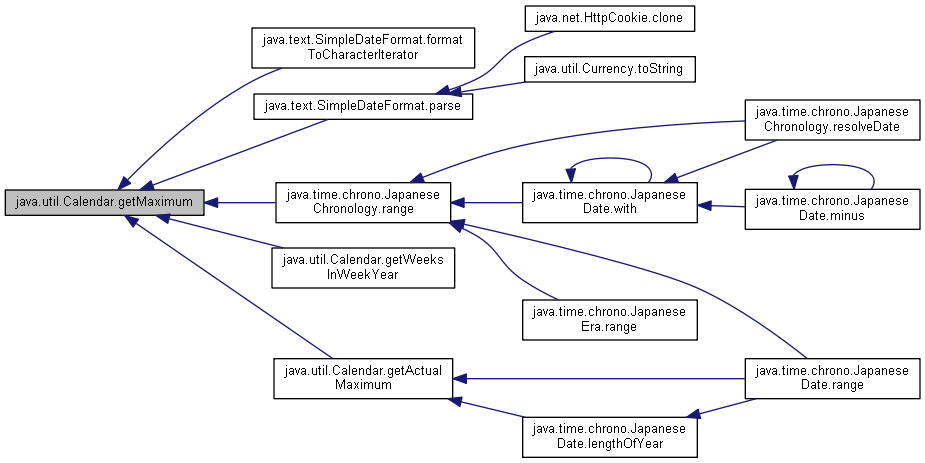 java.util.Calendar.getMaximum
java.text.SimpleDateFormat.format
ToCharacterIterator
java.text.SimpleDateFormat.parse
java.net.HttpCookie.clone
java.util.Currency.toString
java.time.chrono.Japanese
Chronology.range
java.time.chrono.Japanese
Chronology.resolveDate
java.time.chrono.Japanese
Date.with
java.time.chrono.Japanese
Date.minus
java.util.Calendar.getWeeks
InWeekYear
java.time.chrono.Japanese
Era.range
java.util.Calendar.getActual
Maximum
java.time.chrono.Japanese
Date.range
java.time.chrono.Japanese
Date.lengthOfYear